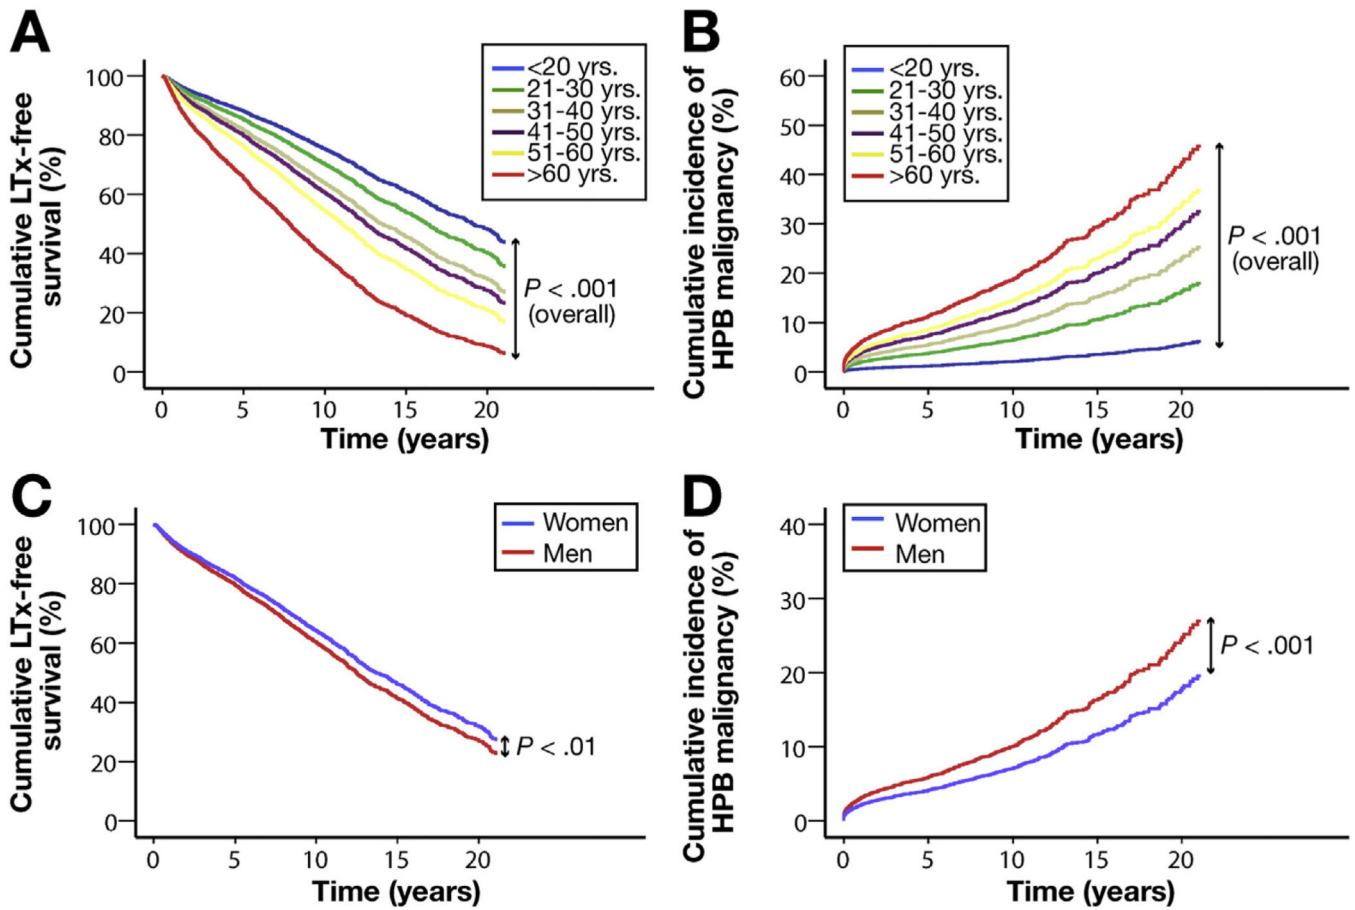 A
Cumulative LTx-free
survival (%)
100
80
60
40
20
0
<20 yrs.
21-30 yrs.
31-40 yrs.
41-50 yrs.
51-60 yrs.
>60 yrs.
P < .001
(overall)
0 5 10 15 20
Time (years)
B
Cumulative incidence of
HPB malignancy (%)
60
50
40
30
20
10
0
<20 yrs.
21-30 yrs.
31-40 yrs.
41-50 yrs.
51-60 yrs.
>60 yrs.
P < .001
(overall)
0 5 10 15 20
Time (years)
C
Cumulative LTx-free
survival (%)
100
80
60
40
20
0
Women
Men
P < .01
0 5 10 15 20
Time (years)
D
Cumulative incidence of
HPB malignancy (%)
40
30
20
10
0
Women
Men
P < .001
0 5 10 15 20
Time (years)